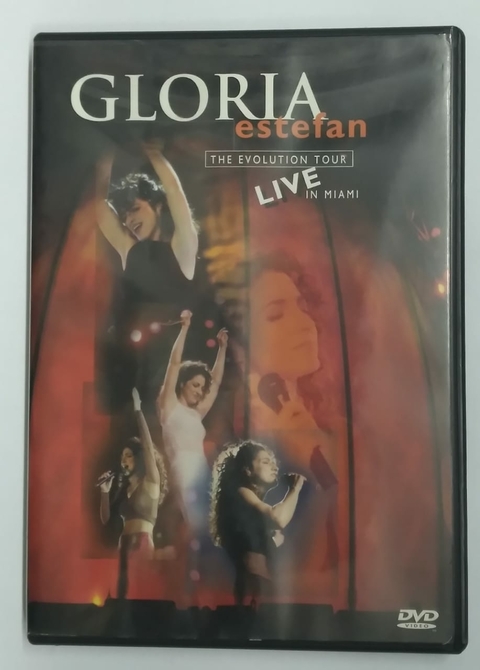 GLORIA
estefan
THE EVOLUTION TOUR
LIVE
IN MIAMI
DVD
VIDEO